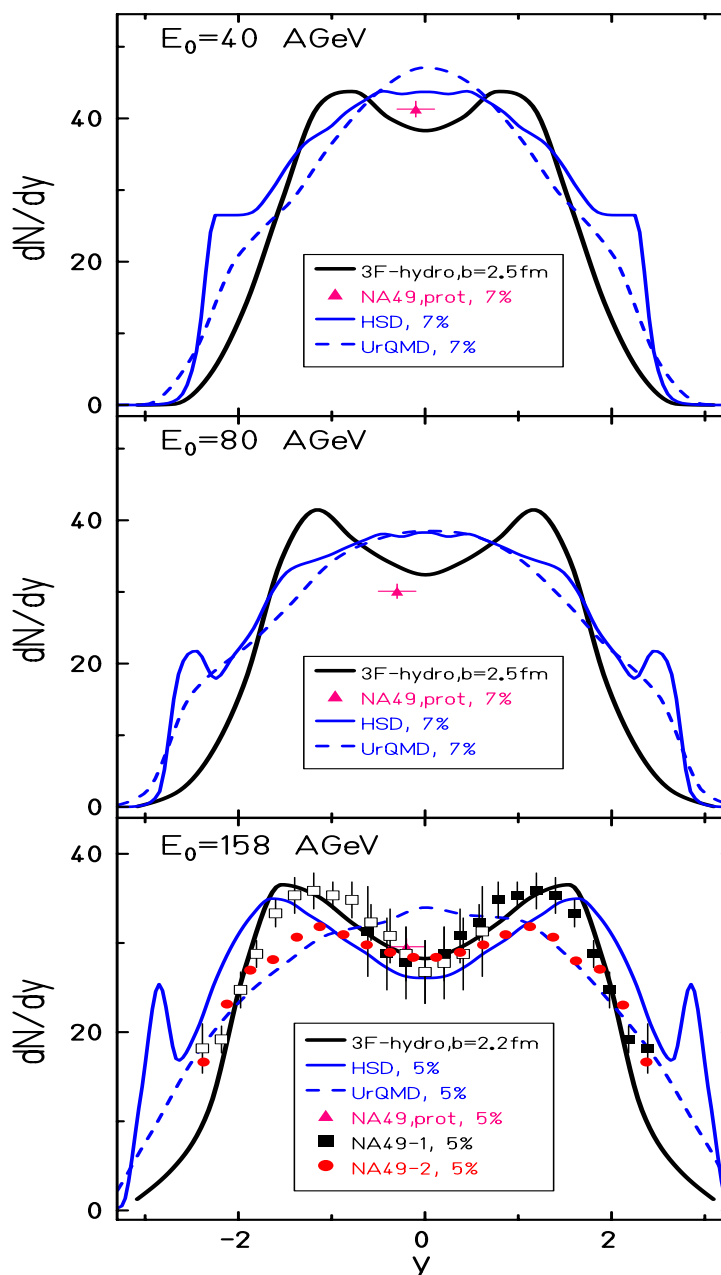 E₀=40 AGeV
40
20
0
dN/dy
3F-hydro,b=2.5fm
NA49,prot, 7%
HSD, 7%
UrQMD, 7%
E₀=80 AGeV
40
20
0
dN/dy
3F-hydro,b=2.5fm
NA49,prot, 7%
HSD, 7%
UrQMD, 7%
E₀=158 AGeV
40
20
0
dN/dy
3F-hydro,b=2.2fm
HSD, 5%
UrQMD, 5%
NA49,prot, 5%
NA49-1, 5%
NA49-2, 5%
−2 0 2
y